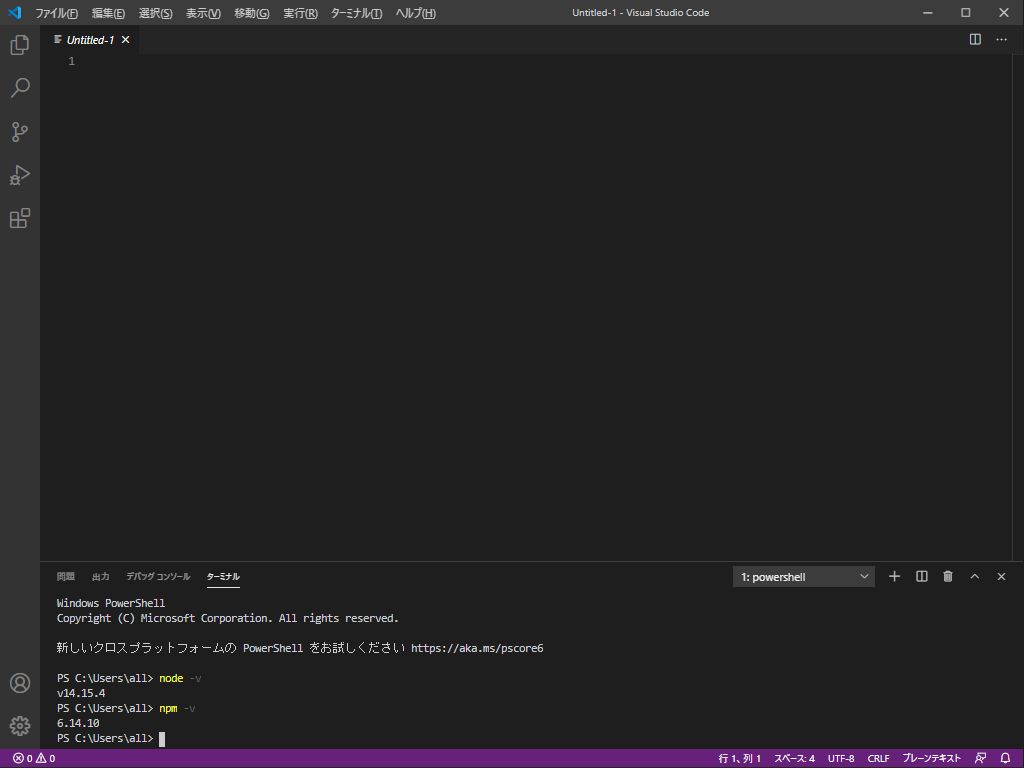 ファイル(F) 編集(E) 選択(S) 表示(V) 移動(G) 実行(R) ターミナル(T) ヘルプ(H) Untitled-1 - Visual Studio Code
Untitled-1
1
問題 出力 デバッグ コンソール ターミナル 1: powershell
Windows PowerShell
Copyright (C) Microsoft Corporation. All rights reserved.
新しいクロスプラットフォームの PowerShell をお試しください https://aka.ms/pscore6
PS C:\Users\all> node -v
v14.15.4
PS C:\Users\all> npm -v
6.14.10
PS C:\Users\all>
0 0 行 1、列 1 スペース: 4 UTF-8 CRLF プレーンテキスト